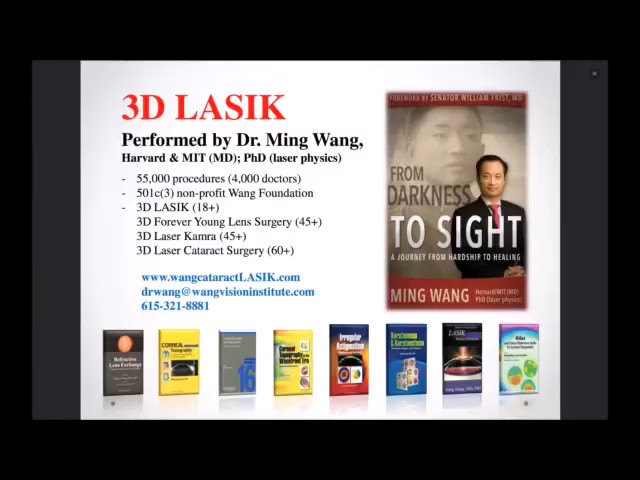 3D LASIK
Performed by Dr. Ming Wang,
Harvard & MIT (MD); PhD (laser physics)
- 55,000 procedures (4,000 doctors)
- 501c(3) non-profit Wang Foundation
- 3D LASIK (18+)
3D Forever Young Lens Surgery (45+)
3D Laser Kamra (45+)
3D Laser Cataract Surgery (60+)
www.wangcataractLASIK.com
drwang@wangvisioninstitute.com
615-321-8881
FOREWORD BY SENATOR WILLIAM FRIST, MD
FROM
DARKNESS
TO SIGHT
A JOURNEY FROM HARDSHIP TO HEALING
MING WANG
Harvard/MIT (MD)
PhD (laser physics)
Refractive
Lens Exchange
CORNEAL
Topography
16
Corneal
Topography in the
Wavefront Era
Irregular
Astigmatism
Keratoconus
& Keratoectasia
LASIK
Atlas